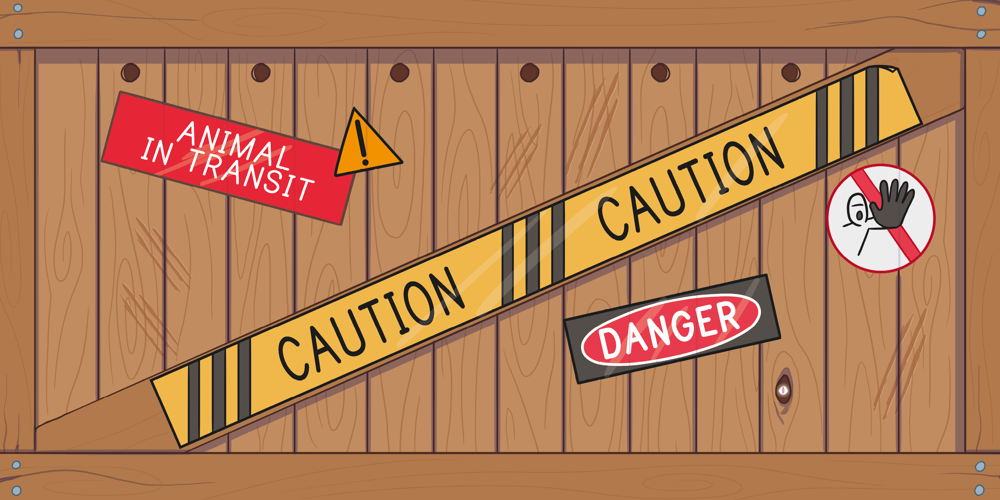 ANIMAL
IN TRANSIT
!
CAUTION
CAUTION
DANGER